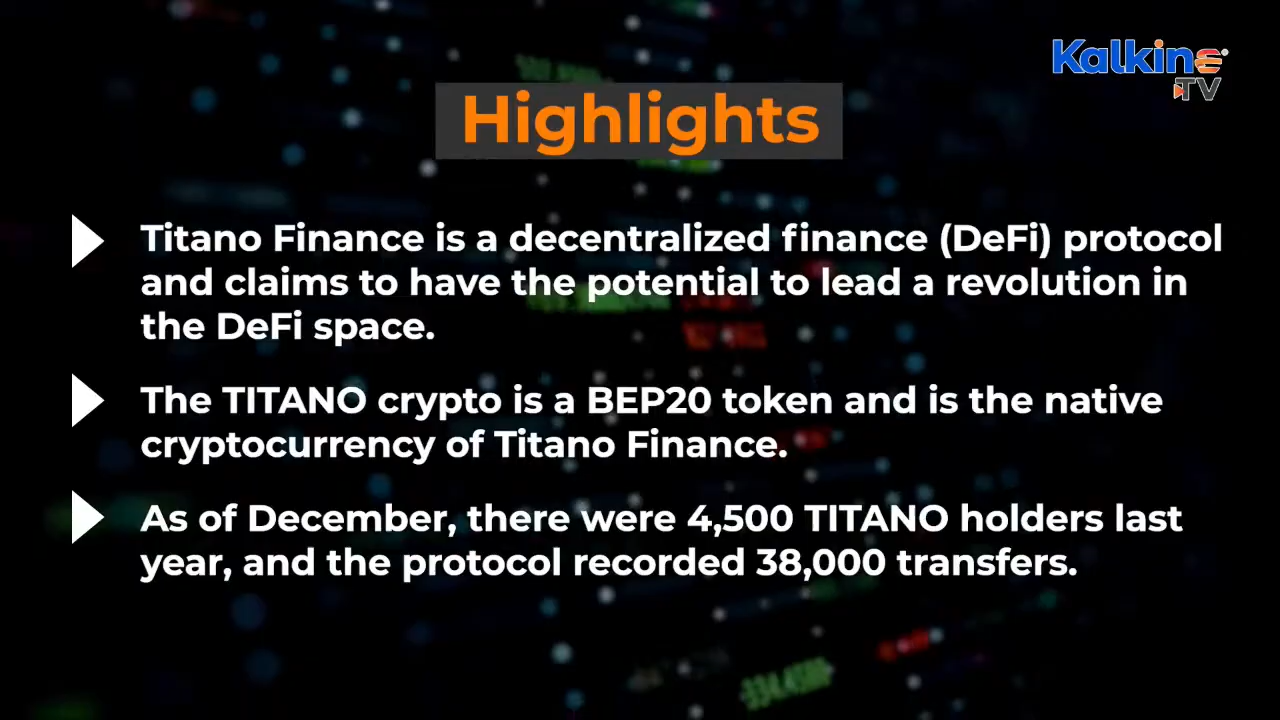 Kalkine
TV
Highlights
Titano Finance is a decentralized finance (DeFi) protocol
and claims to have the potential to lead a revolution in
the DeFi space.
The TITANO crypto is a BEP20 token and is the native
cryptocurrency of Titano Finance.
As of December, there were 4,500 TITANO holders last
year, and the protocol recorded 38,000 transfers.